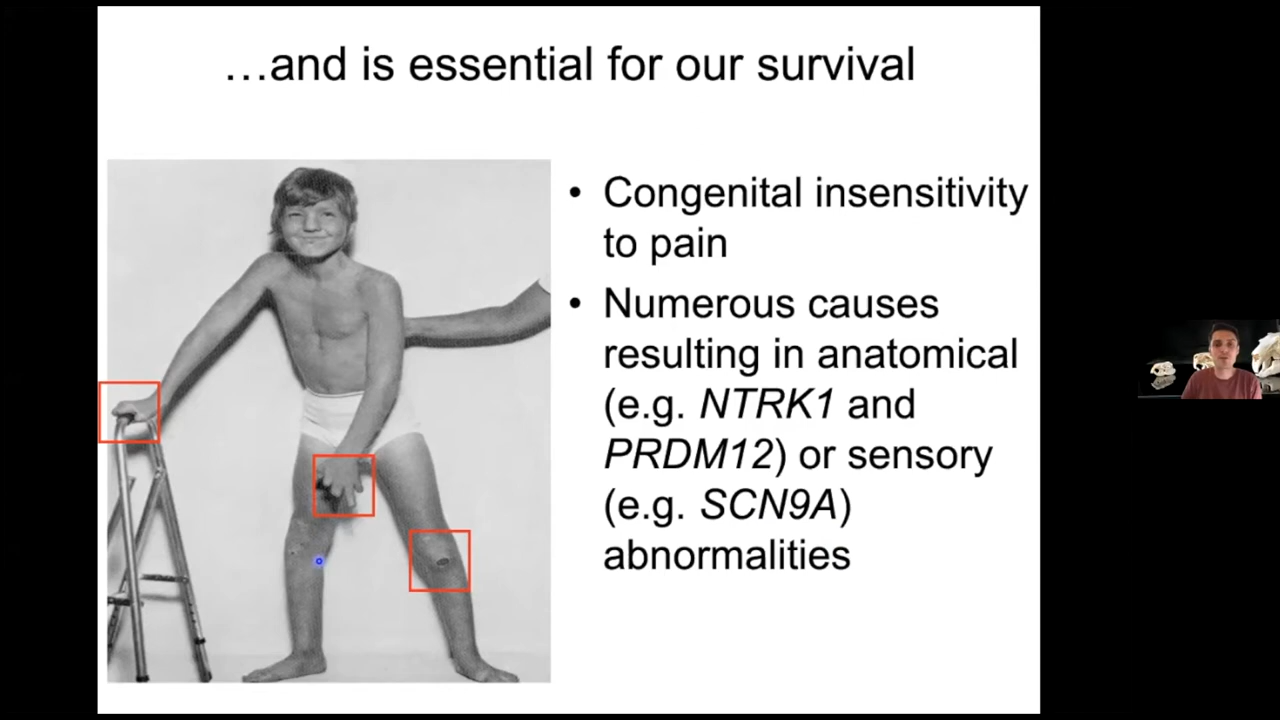 …and is essential for our survival
• Congenital insensitivity
to pain
• Numerous causes
resulting in anatomical
(e.g. NTRK1 and
PRDM12) or sensory
(e.g. SCN9A)
abnormalities